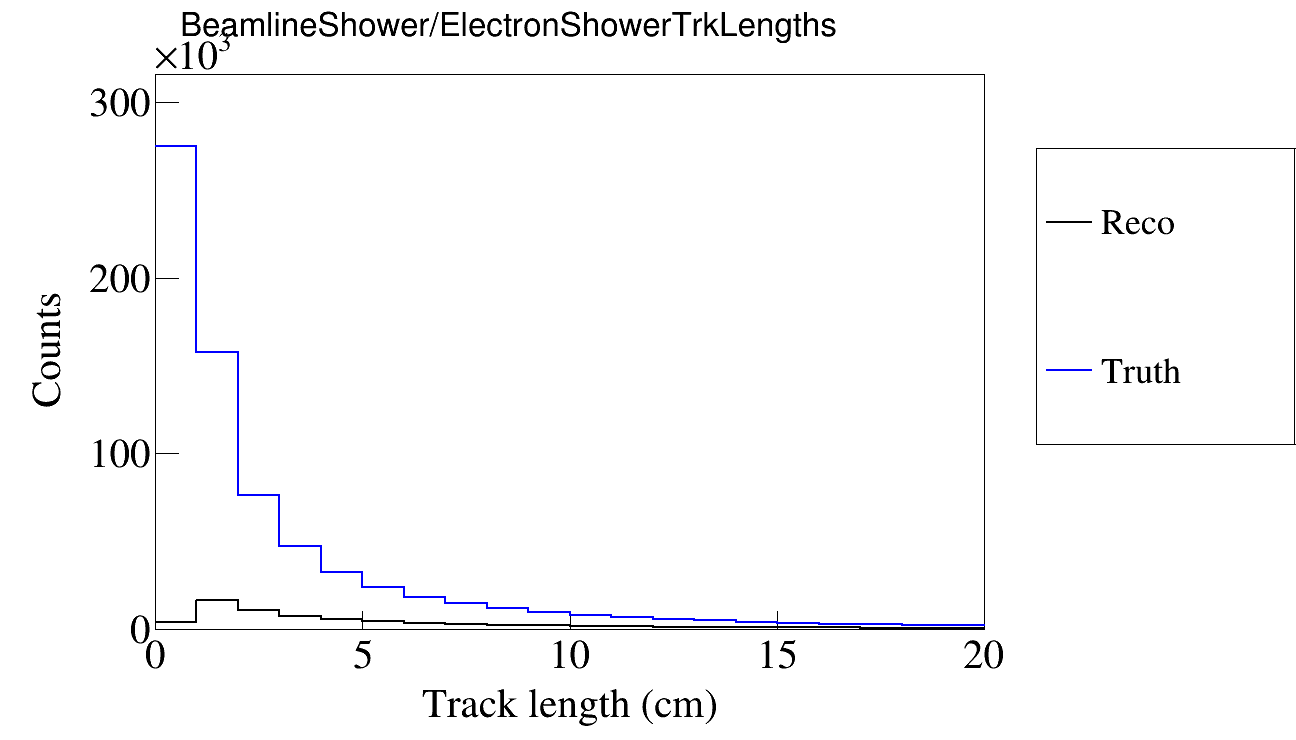 BeamlineShower/ElectronShowerTrkLengths
×10³
300
200
100
0
Counts
0 5 10 15 20
Track length (cm)
Reco
Truth